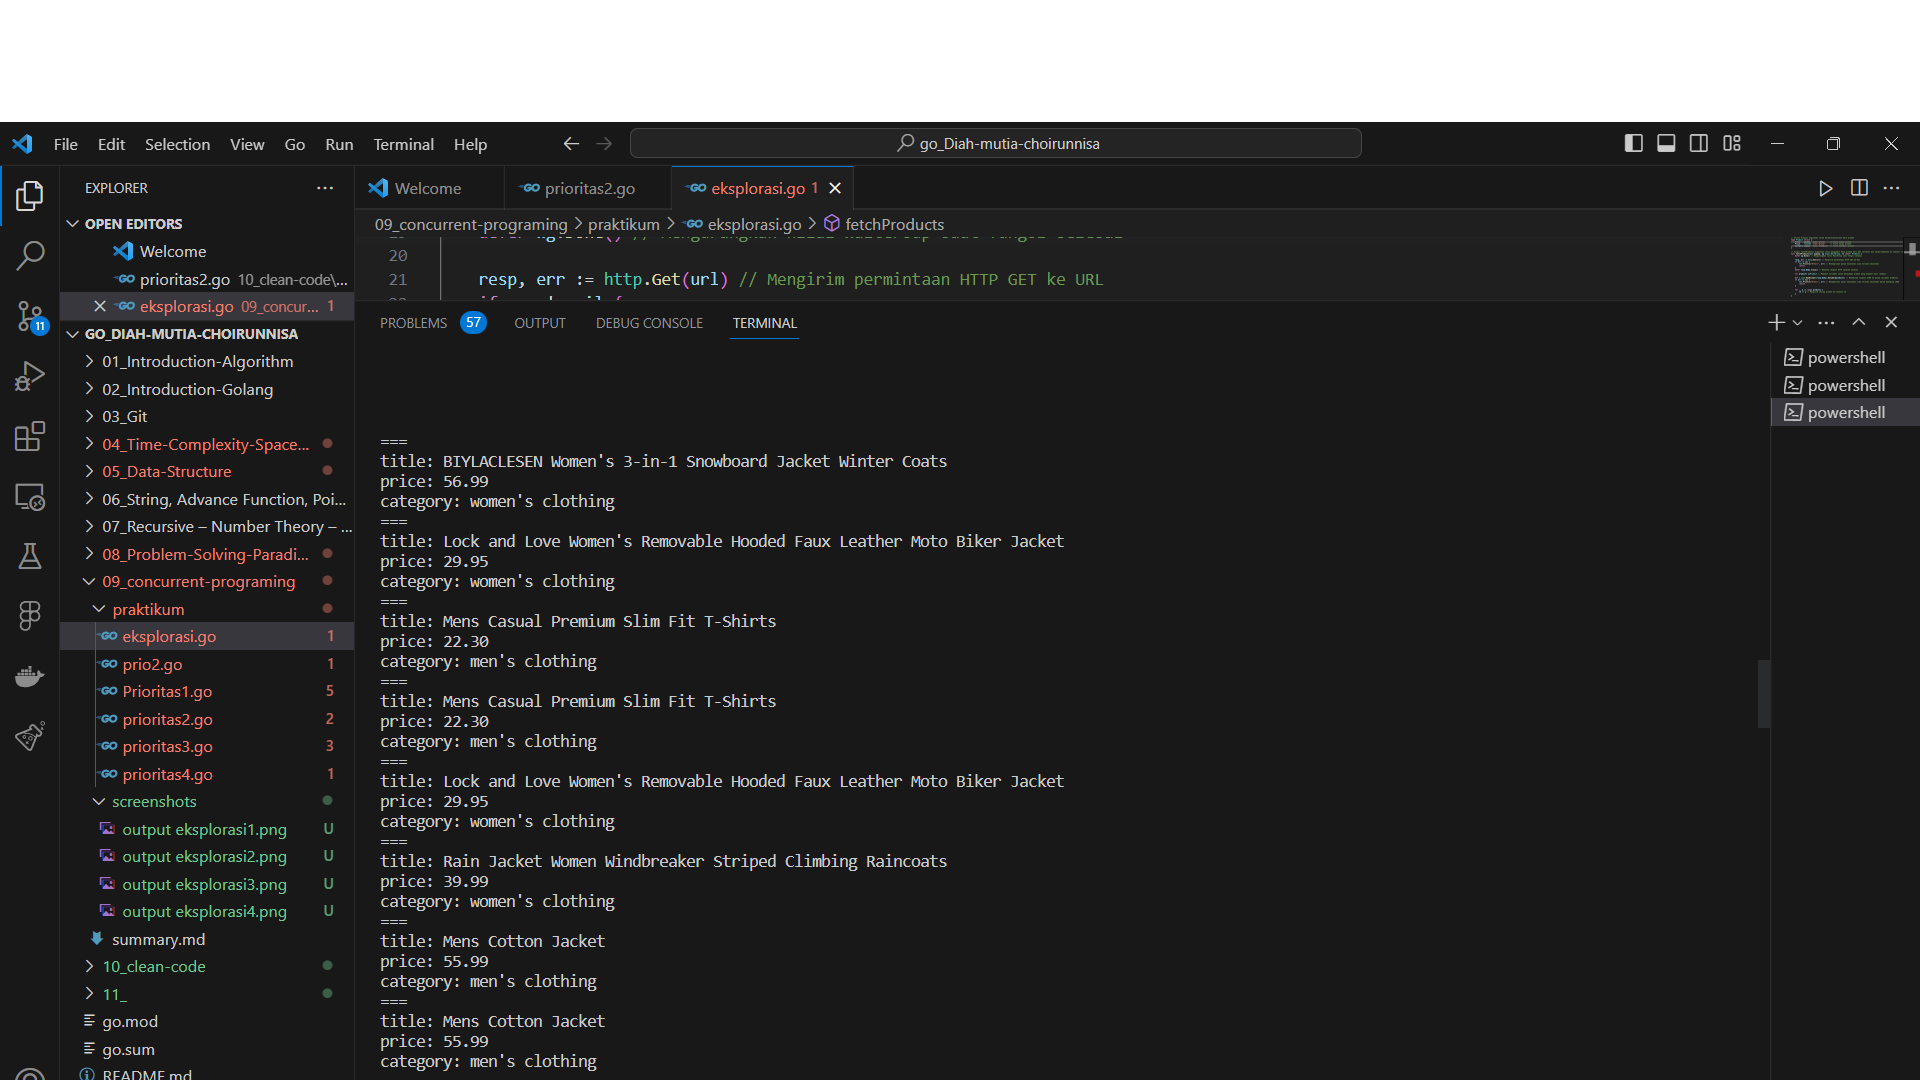 File Edit Selection View Go Run Terminal Help
go_Diah-mutia-choirunnisa
EXPLORER
OPEN EDITORS
Welcome
prioritas2.go 10_clean-code\...
eksplorasi.go 09_concur... 1
GO_DIAH-MUTIA-CHOIRUNNISA
01_Introduction-Algorithm
02_Introduction-Golang
03_Git
04_Time-Complexity-Space...
05_Data-Structure
06_String, Advance Function, Poi...
07_Recursive – Number Theory – ...
08_Problem-Solving-Paradi...
09_concurrent-programing
praktikum
eksplorasi.go 1
prio2.go 1
Prioritas1.go 5
prioritas2.go 2
prioritas3.go 3
prioritas4.go 1
screenshots
output eksplorasi1.png U
output eksplorasi2.png U
output eksplorasi3.png U
output eksplorasi4.png U
summary.md
10_clean-code
11_
go.mod
go.sum
README.md
11
Welcome
prioritas2.go
eksplorasi.go 1
09_concurrent-programing > praktikum > eksplorasi.go > fetchProducts
20
21 resp, err := http.Get(url) // Mengirim permintaan HTTP GET ke URL
PROBLEMS 57 OUTPUT DEBUG CONSOLE TERMINAL
===
title: BIYLACLESEN Women's 3-in-1 Snowboard Jacket Winter Coats
price: 56.99
category: women's clothing
===
title: Lock and Love Women's Removable Hooded Faux Leather Moto Biker Jacket
price: 29.95
category: women's clothing
===
title: Mens Casual Premium Slim Fit T-Shirts
price: 22.30
category: men's clothing
===
title: Mens Casual Premium Slim Fit T-Shirts
price: 22.30
category: men's clothing
===
title: Lock and Love Women's Removable Hooded Faux Leather Moto Biker Jacket
price: 29.95
category: women's clothing
===
title: Rain Jacket Women Windbreaker Striped Climbing Raincoats
price: 39.99
category: women's clothing
===
title: Mens Cotton Jacket
price: 55.99
category: men's clothing
===
title: Mens Cotton Jacket
price: 55.99
category: men's clothing
powershell
powershell
powershell